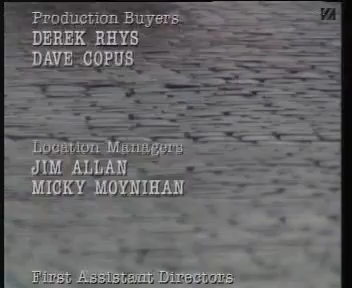 Production Buyers
DEREK RHYS
DAVE COPUS
Location Managers
JIM ALLAN
MICKY MOYNIHAN
First Assistant Directors